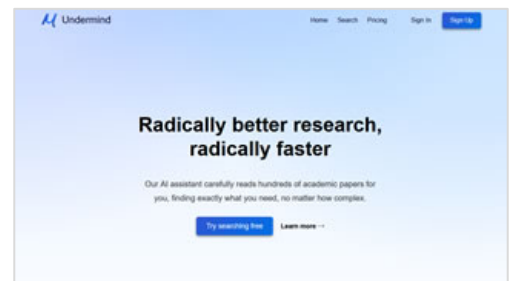 Undermind
Home Search Pricing Sign In Sign Up
Radically better research,
radically faster
Our AI assistant carefully reads hundreds of academic papers for
you, finding exactly what you need, no matter how complex.
Try searching free Learn more →